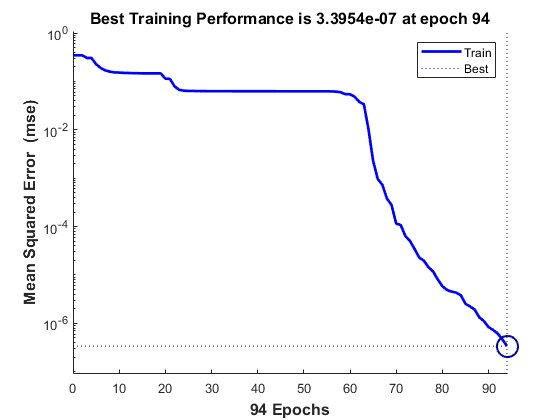 Best Training Performance is 3.3954e-07 at epoch 94
10^0
10^-2
10^-4
10^-6
Mean Squared Error (mse)
Train
Best
0 10 20 30 40 50 60 70 80 90
94 Epochs